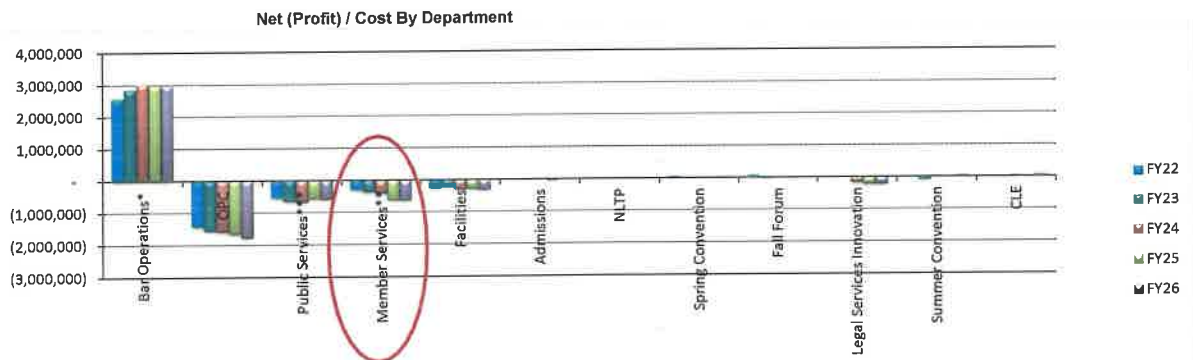 Net (Profit) / Cost By Department
4,000,000
3,000,000
2,000,000
1,000,000
-
(1,000,000)
(2,000,000)
(3,000,000)
Bar Operations*
OPC
Public Services**
Member Services**
Facilities
Admissions
NLTP
Spring Convention
Fall Forum
Legal Services Innovation
Summer Convention
CLE
FY22
FY23
FY24
FY25
FY26